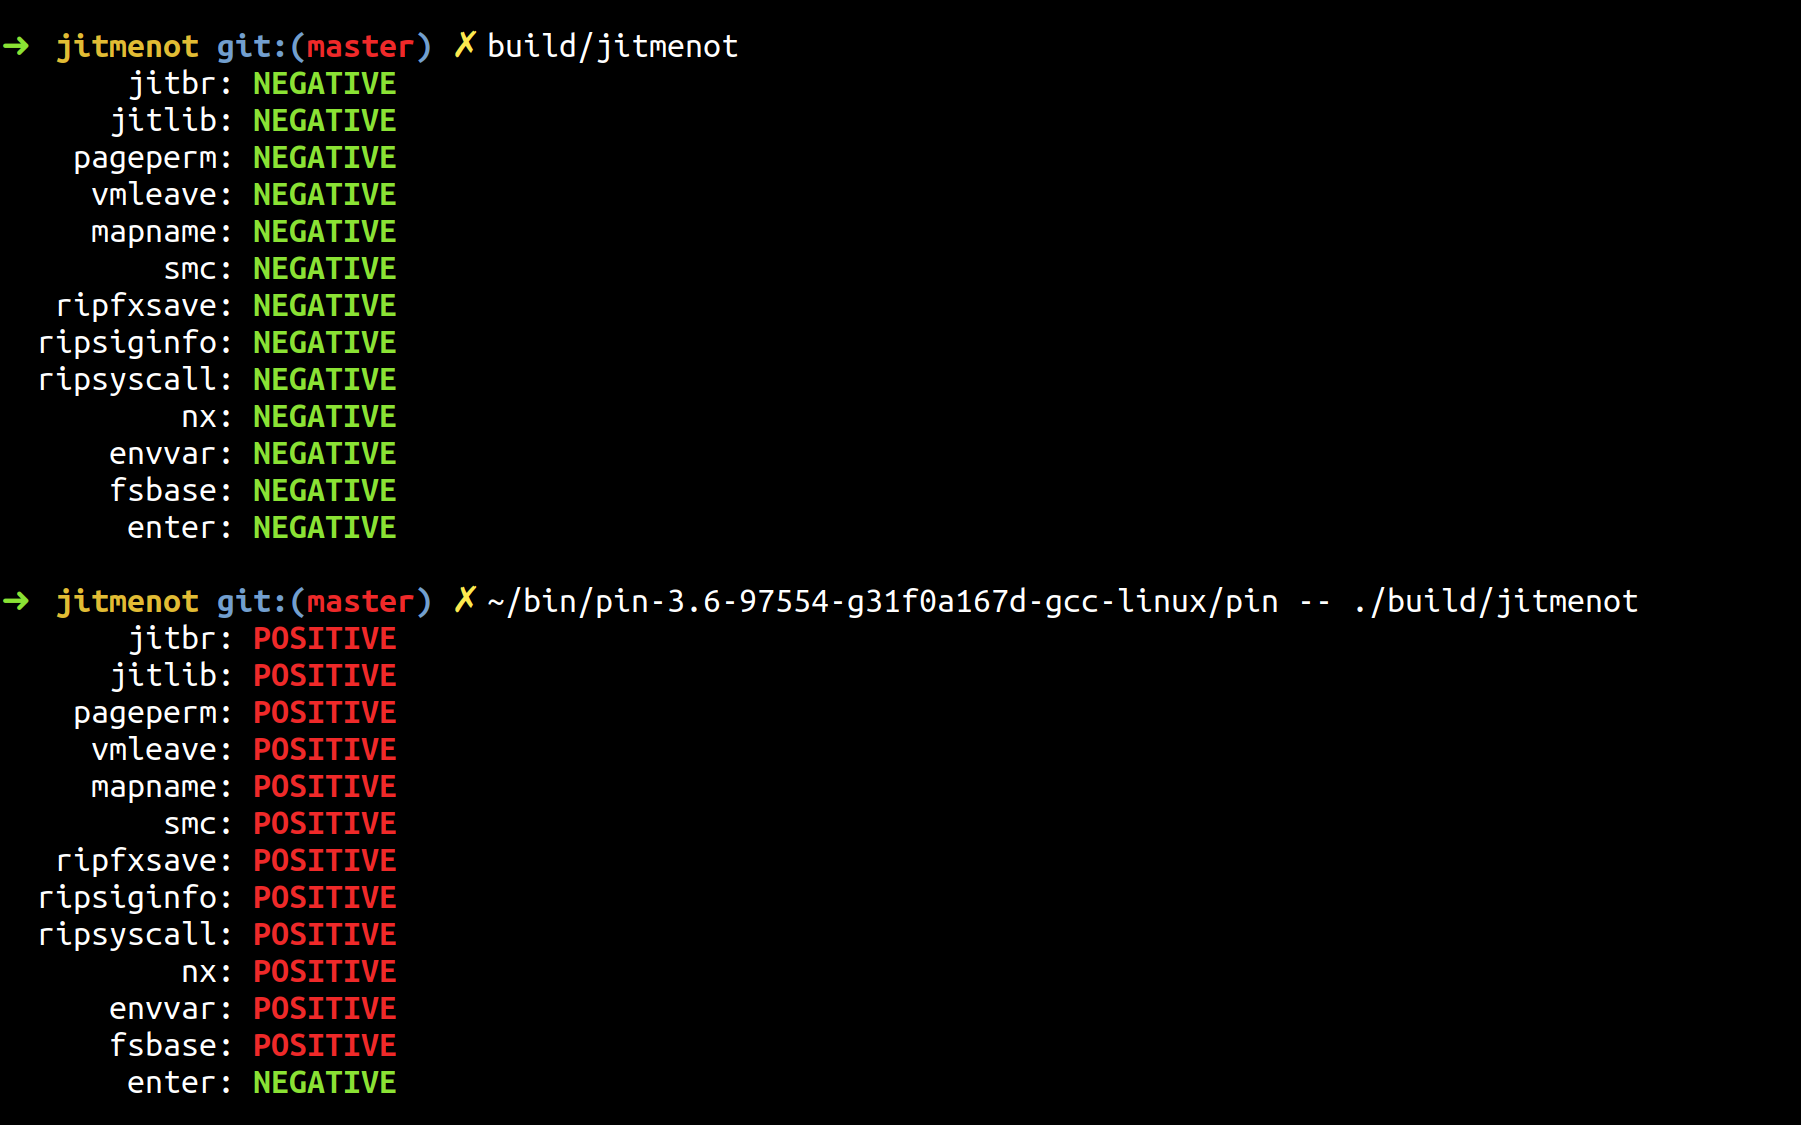 ➜  jitmenot git:(master) ✗ build/jitmenot
jitbr: NEGATIVE
jitlib: NEGATIVE
pageperm: NEGATIVE
vmleave: NEGATIVE
mapname: NEGATIVE
smc: NEGATIVE
ripfxsave: NEGATIVE
ripsiginfo: NEGATIVE
ripsyscall: NEGATIVE
nx: NEGATIVE
envvar: NEGATIVE
fsbase: NEGATIVE
enter: NEGATIVE
➜  jitmenot git:(master) ✗ ~/bin/pin-3.6-97554-g31f0a167d-gcc-linux/pin -- ./build/jitmenot
jitbr: POSITIVE
jitlib: POSITIVE
pageperm: POSITIVE
vmleave: POSITIVE
mapname: POSITIVE
smc: POSITIVE
ripfxsave: POSITIVE
ripsiginfo: POSITIVE
ripsyscall: POSITIVE
nx: POSITIVE
envvar: POSITIVE
fsbase: POSITIVE
enter: NEGATIVE